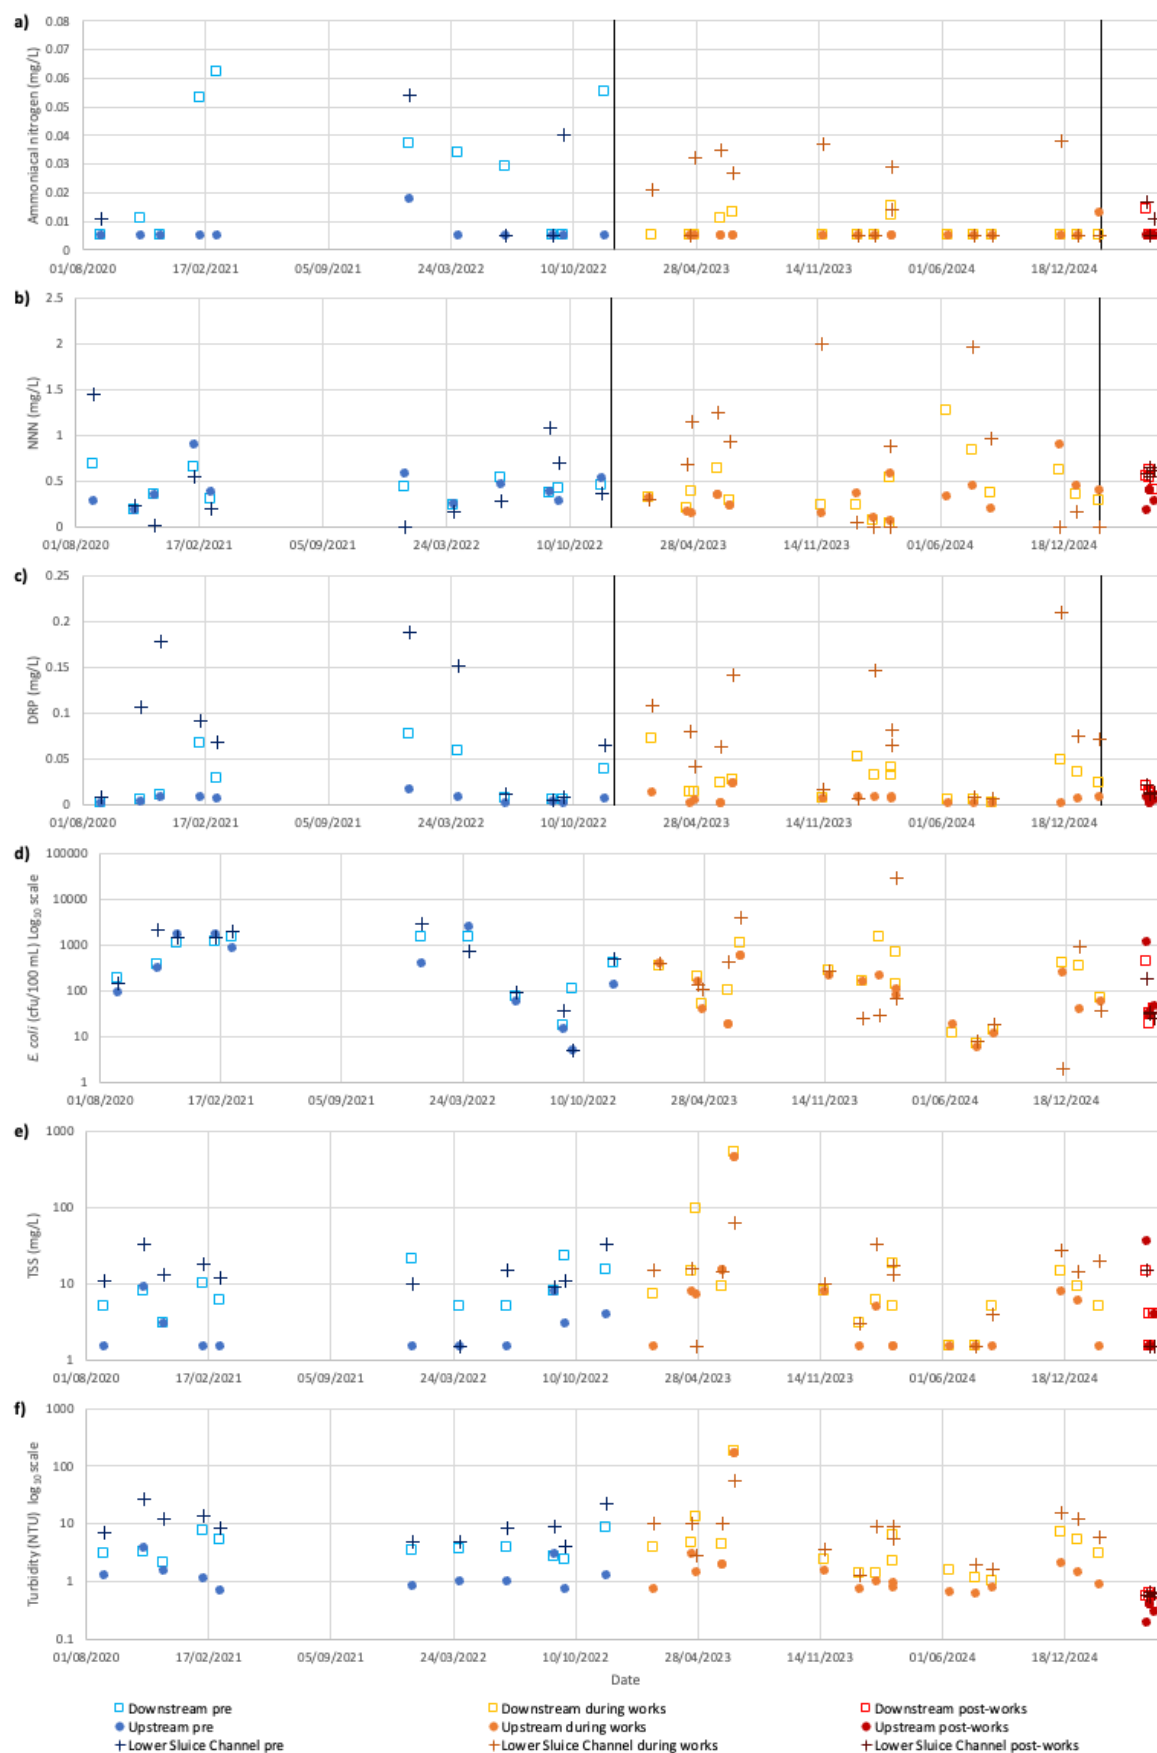 a)
Ammoniacal nitrogen (mg/L)
0.08
0.07
0.06
0.05
0.04
0.03
0.02
0.01
0
01/08/2020 17/02/2021 05/09/2021 24/03/2022 10/10/2022 28/04/2023 14/11/2023 01/06/2024 18/12/2024
b)
NNN (mg/L)
2.5
2
1.5
1
0.5
0
01/08/2020 17/02/2021 05/09/2021 24/03/2022 10/10/2022 28/04/2023 14/11/2023 01/06/2024 18/12/2024
c)
DRP (mg/L)
0.25
0.2
0.15
0.1
0.05
0
01/08/2020 17/02/2021 05/09/2021 24/03/2022 10/10/2022 28/04/2023 14/11/2023 01/06/2024 18/12/2024
d)
E. coli (cfu/100 mL) Log10 scale
100000
10000
1000
100
10
1
01/08/2020 17/02/2021 05/09/2021 24/03/2022 10/10/2022 28/04/2023 14/11/2023 01/06/2024 18/12/2024
e)
TSS (mg/L)
1000
100
10
1
01/08/2020 17/02/2021 05/09/2021 24/03/2022 10/10/2022 28/04/2023 14/11/2023 01/06/2024 18/12/2024
f)
Turbidity (NTU) log10 scale
1000
100
10
1
0.1
01/08/2020 17/02/2021 05/09/2021 24/03/2022 10/10/2022 28/04/2023 14/11/2023 01/06/2024 18/12/2024
Date
Downstream pre Downstream during works Downstream post-works
Upstream pre Upstream during works Upstream post-works
Lower Sluice Channel pre Lower Sluice Channel during works Lower Sluice Channel post-works